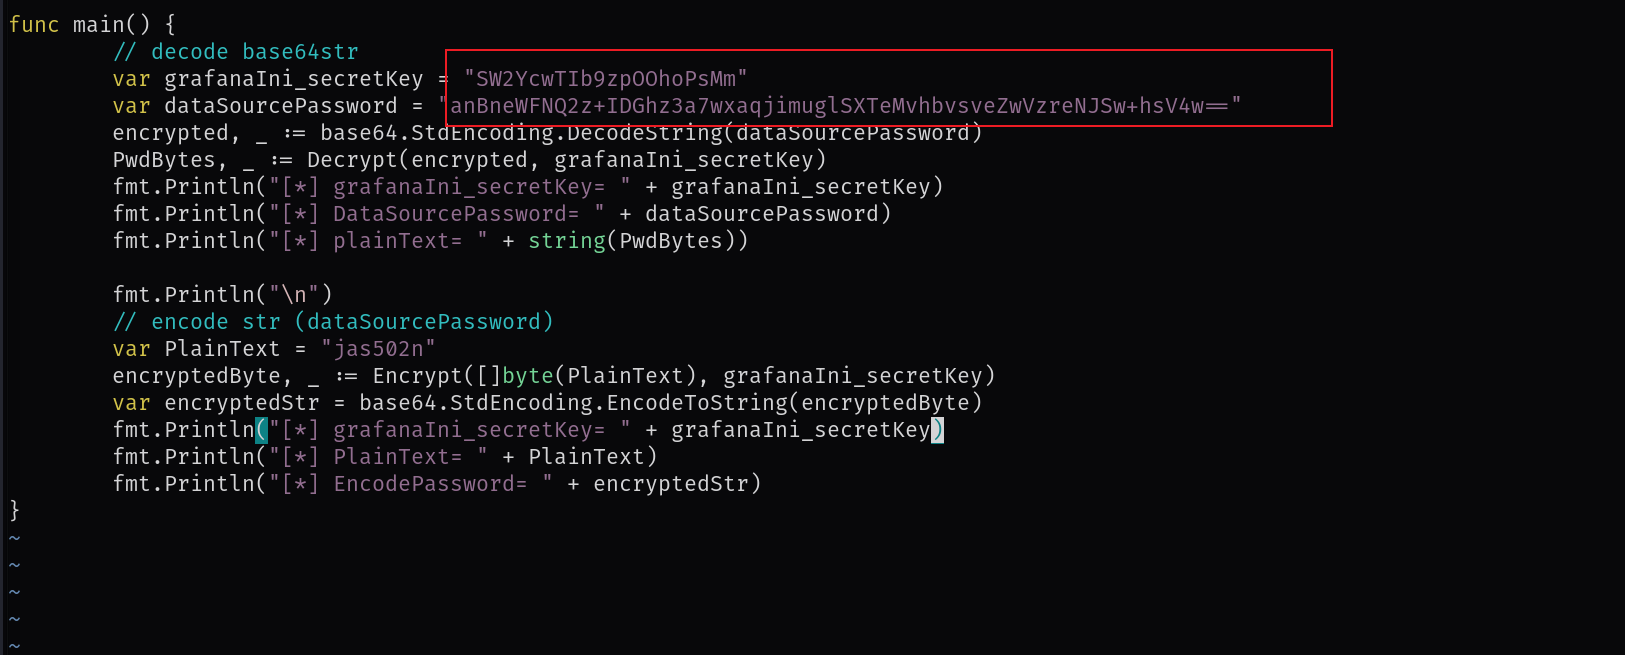 func main() {
        // decode base64str
        var grafanaIni_secretKey = "SW2YcwTIb9zpOOhoPsMm"
        var dataSourcePassword = "anBneWFNQ2z+IDGhz3a7wxaqjimuglSXTeMvhbvsveZwVzreNJSw+hsV4w=="
        encrypted, _ := base64.StdEncoding.DecodeString(dataSourcePassword)
        PwdBytes, _ := Decrypt(encrypted, grafanaIni_secretKey)
        fmt.Println("[*] grafanaIni_secretKey= " + grafanaIni_secretKey)
        fmt.Println("[*] DataSourcePassword= " + dataSourcePassword)
        fmt.Println("[*] plainText= " + string(PwdBytes))

        fmt.Println("\n")
        // encode str (dataSourcePassword)
        var PlainText = "jas502n"
        encryptedByte, _ := Encrypt([]byte(PlainText), grafanaIni_secretKey)
        var encryptedStr = base64.StdEncoding.EncodeToString(encryptedByte)
        fmt.Println("[*] grafanaIni_secretKey= " + grafanaIni_secretKey)
        fmt.Println("[*] PlainText= " + PlainText)
        fmt.Println("[*] EncodePassword= " + encryptedStr)
}
~
~
~
~
~